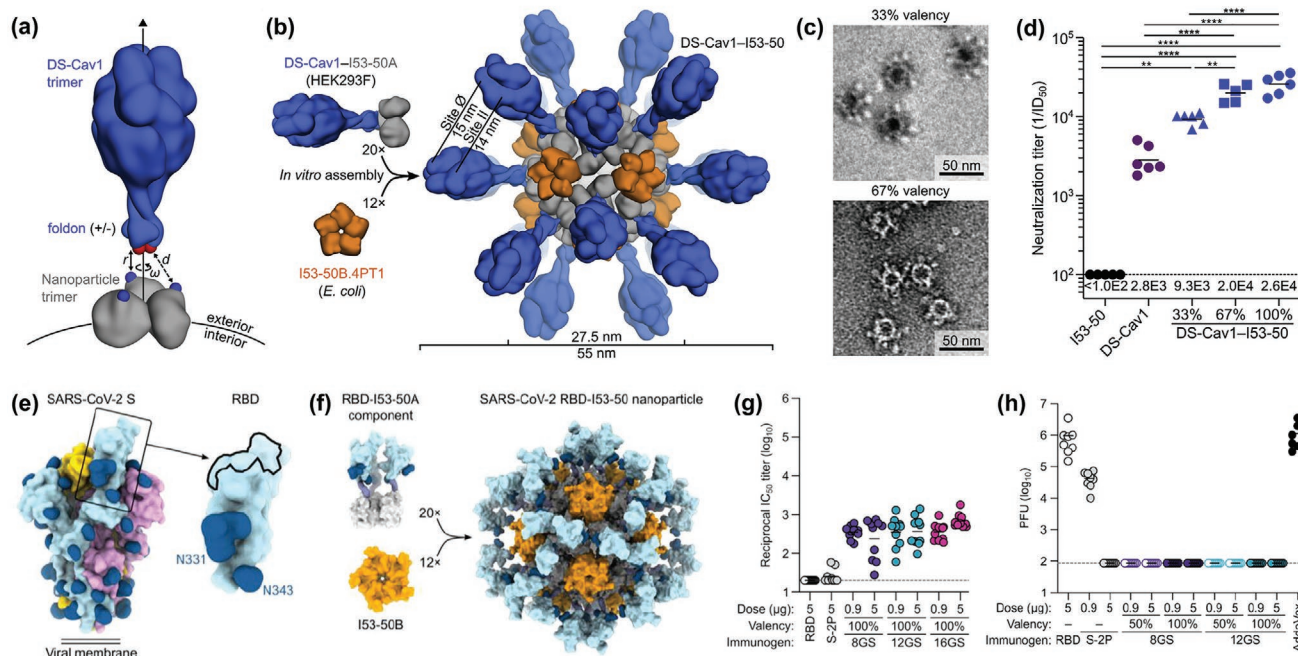 (a)
DS-Cav1
trimer
foldon (+/-)
r
ω
d
Nanoparticle
trimer
exterior
interior
(b)
DS-Cav1–I53-50A
(HEK293F)
20×
In vitro assembly
12×
I53-50B.4PT1
(E. coli)
DS-Cav1–I53-50
Site Ø
15 nm
Site II
14 nm
27.5 nm
55 nm
(c)
33% valency
50 nm
67% valency
50 nm
(d)
**** 
****
****
****
****
** **
Neutralization titer (1/ID50)
10^5
10^4
10^3
10^2
<1.0E2 2.8E3 9.3E3 2.0E4 2.6E4
I53-50
DS-Cav1
33% 67% 100%
DS-Cav1–I53-50
(e)
SARS-CoV-2 S
RBD
N331
N343
Viral membrane
(f)
RBD-I53-50A
component
20×
12×
I53-50B
SARS-CoV-2 RBD-I53-50 nanoparticle
(g)
Reciprocal IC50 titer (log10)
5
4
3
2
1
Dose (µg): 5 5 0.9 5 0.9 5 0.9 5
Valency: 100% 100% 100%
Immunogen: RBD S-2P 8GS 12GS 16GS
(h)
PFU (log10)
7
6
5
4
3
2
1
Dose (µg): 5 0.9 5 0.9 5 0.9 5 0.9 5 0.9 5
Valency: – – 50% 100% 50% 100%
Immunogen: RBD S-2P 8GS 12GS
AddaVax